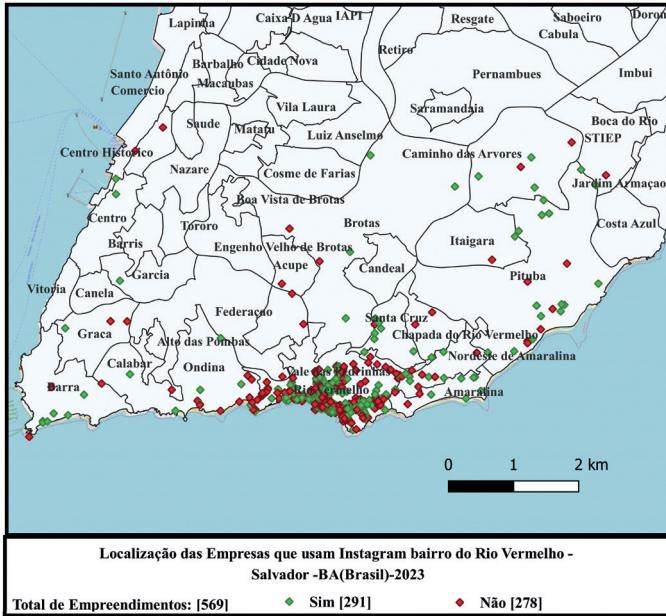 Lapinha
Caixa D Agua
IAPI
Resgate
Saboeiro
Cabula
Retiro
Barbalho
Cidade Nova
Santo Antônio
Macaubas
Pernambues
Imbui
Comercio
Vila Laura
Saramandaia
Boca do Rio
Saude
Matatu
Luiz Anselmo
STIEP
Centro Historico
Caminho das Arvores
Nazare
Cosme de Farias
Jardim Armaçao
Boa Vista de Brotas
Centro
Tororo
Brotas
Costa Azul
Barris
Engenho Velho de Brotas
Itaigara
Acupe
Candeal
Garcia
Pituba
Vitoria
Canela
Federaçao
Santa Cruz
Graca
Chapada do Rio Vermelho
Alto das Pombas
Nordeste de Amaralina
Calabar
Ondina
Vale das Pedrinhas
Barra
Rio Vermelho
Amaralina
0 1 2 km
Localização das Empresas que usam Instagram bairro do Rio Vermelho -
Salvador -BA(Brasil)-2023
Total de Empreendimentos: [569] Sim [291] Não [278]